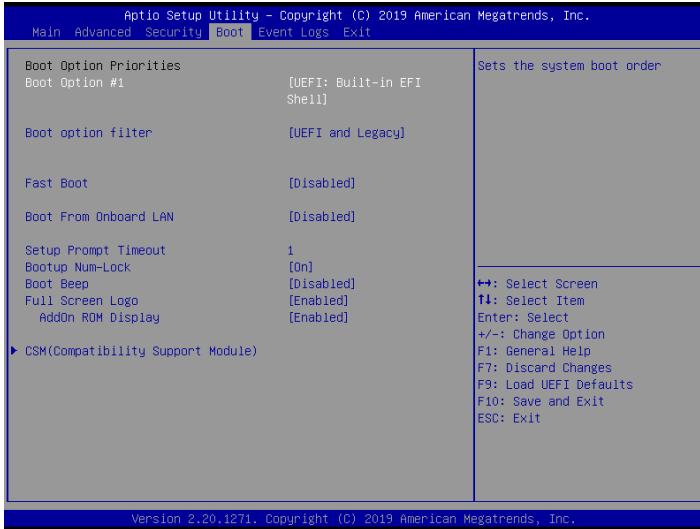 Aptio Setup Utility – Copyright (C) 2019 American Megatrends, Inc.
Main Advanced Security Boot Event Logs Exit
Boot Option Priorities
Boot Option #1 [UEFI: Built-in EFI
Shell]
Boot option filter [UEFI and Legacy]
Fast Boot [Disabled]
Boot From Onboard LAN [Disabled]
Setup Prompt Timeout 1
Bootup Num-Lock [On]
Boot Beep [Disabled]
Full Screen Logo [Enabled]
AddOn ROM Display [Enabled]
CSM(Compatibility Support Module)
Sets the system boot order
↔: Select Screen
↑↓: Select Item
Enter: Select
+/-: Change Option
F1: General Help
F7: Discard Changes
F9: Load UEFI Defaults
F10: Save and Exit
ESC: Exit
Version 2.20.1271. Copyright (C) 2019 American Megatrends, Inc.